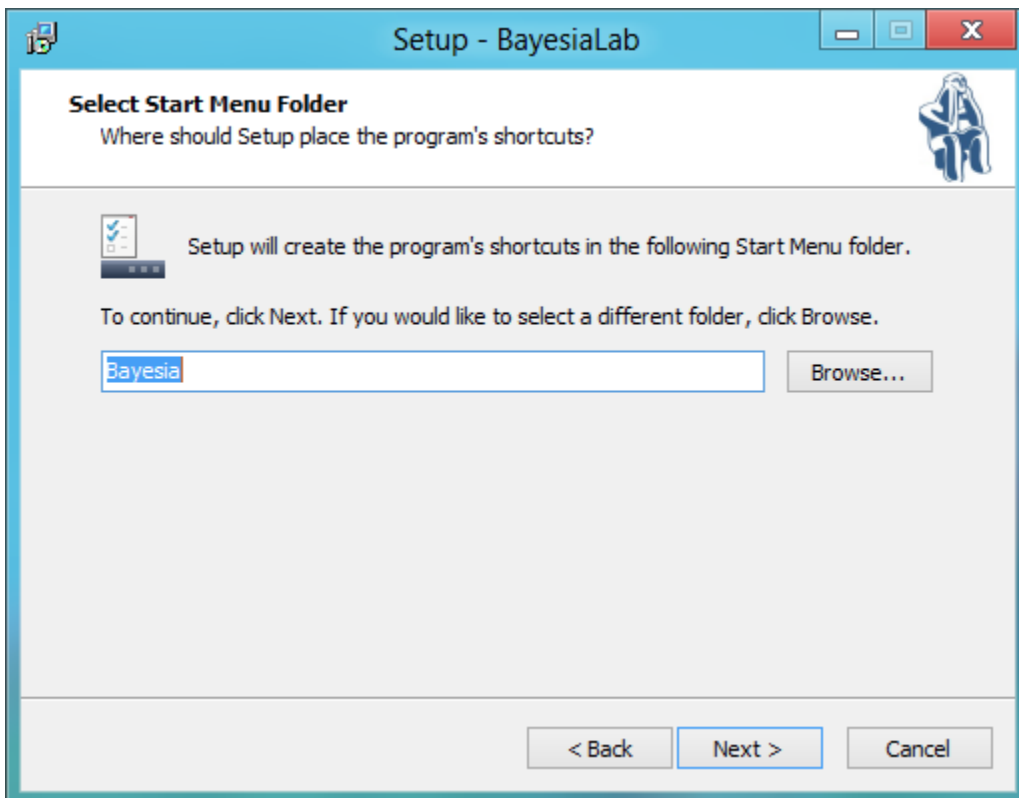 Setup - BayesiaLab
Select Start Menu Folder
Where should Setup place the program's shortcuts?
Setup will create the program's shortcuts in the following Start Menu folder.
To continue, click Next. If you would like to select a different folder, click Browse.
Bayesia
Browse...
< Back
Next >
Cancel